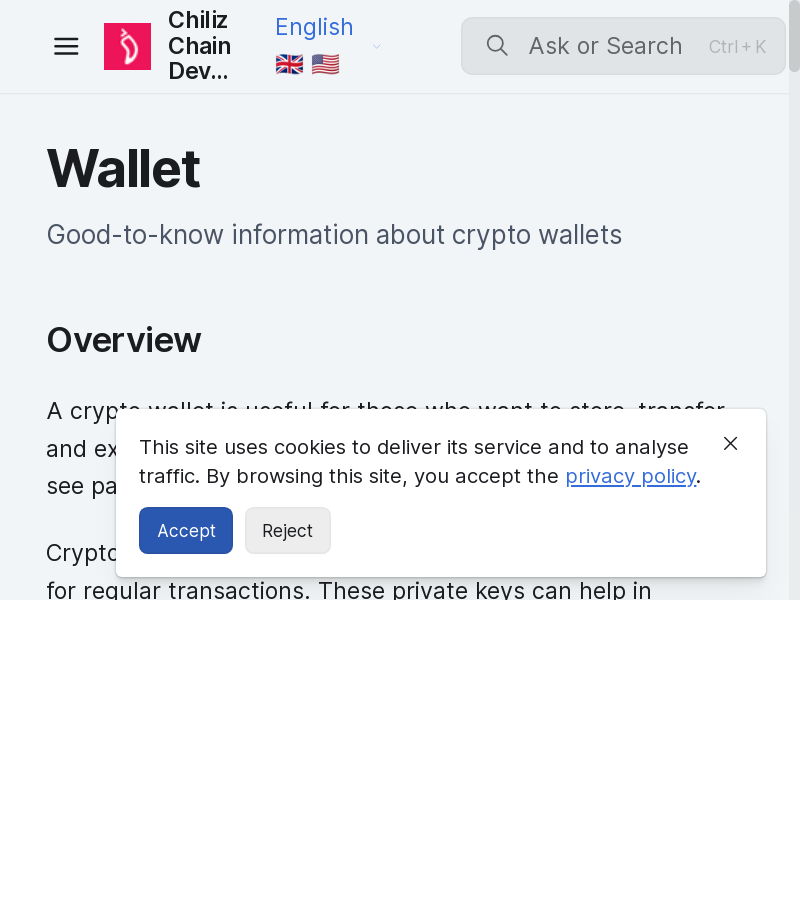 Chiliz
Chain
Dev...
English
Ask or Search
Ctrl + K
Wallet
Good-to-know information about crypto wallets
Overview
A crypto wallet is useful for those who want to store, transfer
and ex
see pa
This site uses cookies to deliver its service and to analyse
traffic. By browsing this site, you accept the privacy policy.
Accept
Reject
Crypto
for regular transactions. These private keys can help in